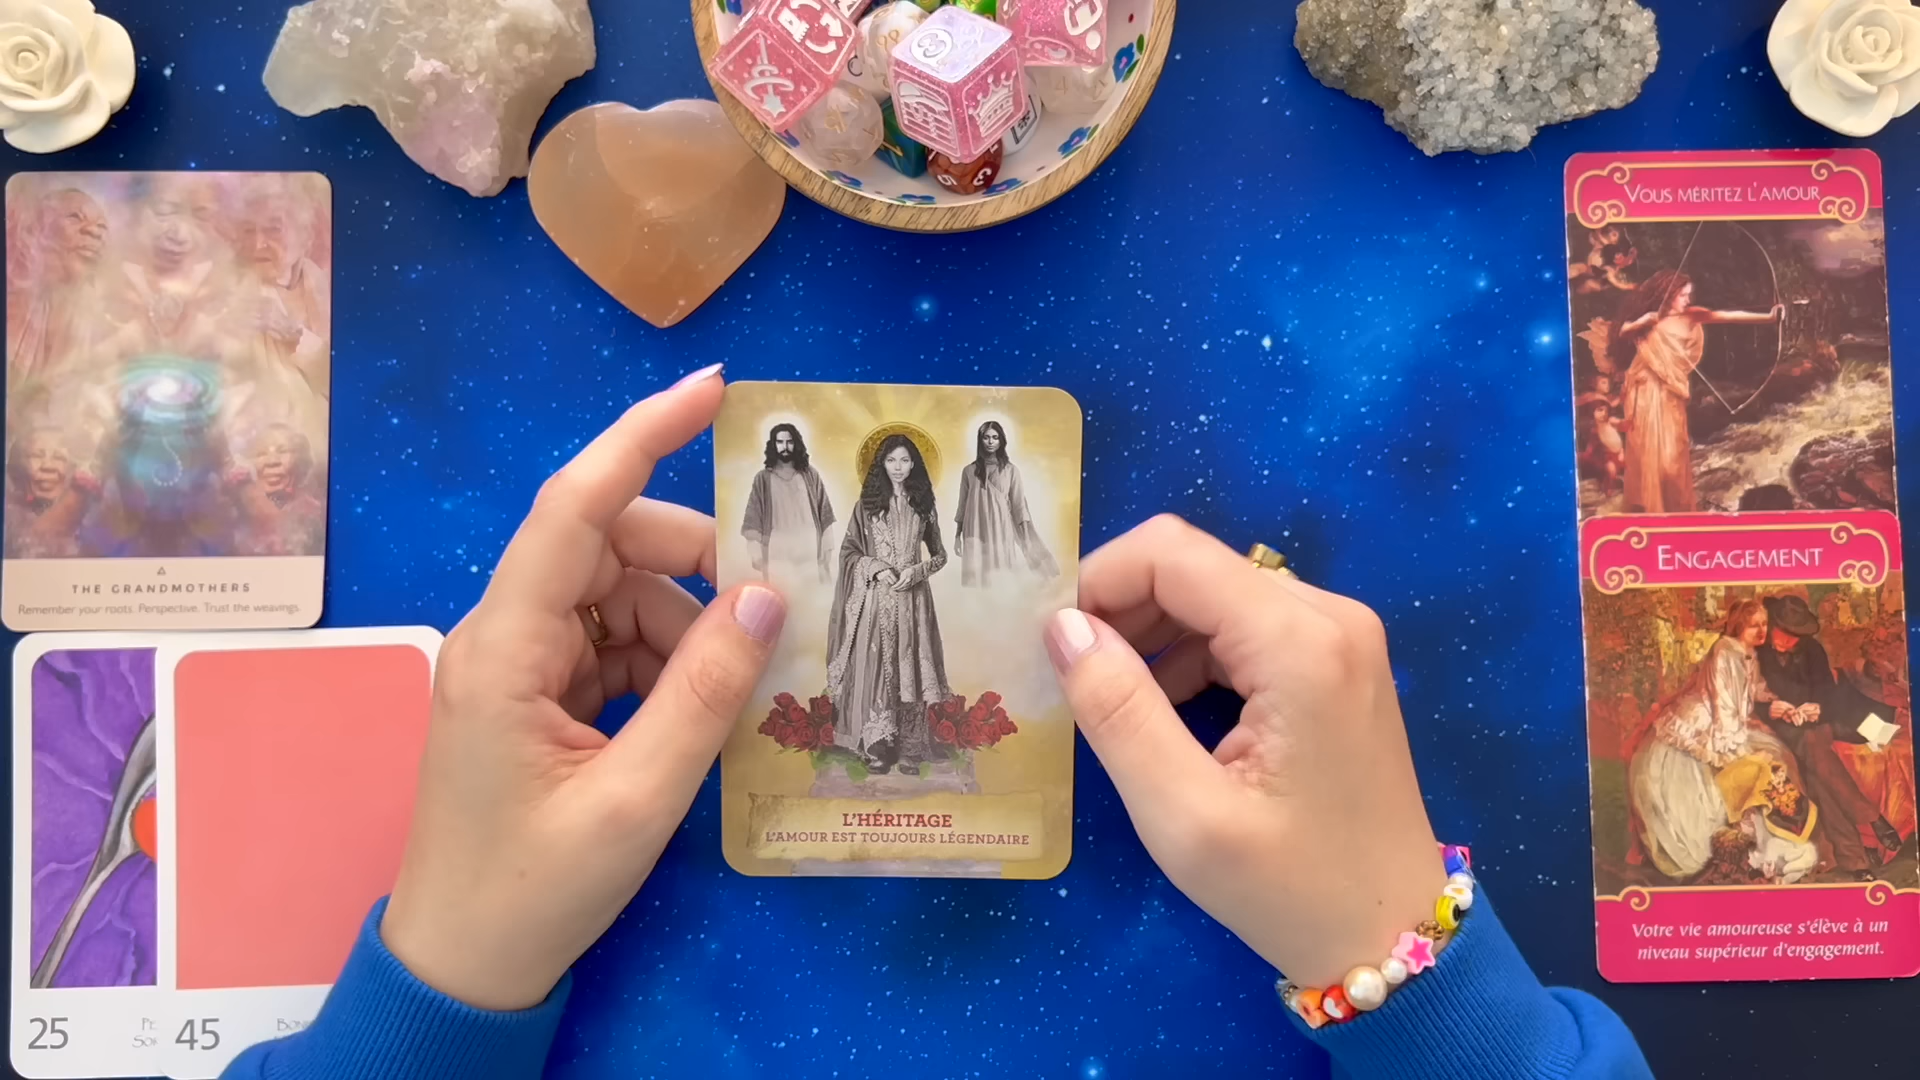 VOUS MÉRITEZ L'AMOUR
THE GRANDMOTHERS
Remember your roots. Perspective. Trust the weavings.
ENGAGEMENT
L'HÉRITAGE
L'AMOUR EST TOUJOURS LÉGENDAIRE
Votre vie amoureuse s'élève à un
niveau supérieur d'engagement.
25
45